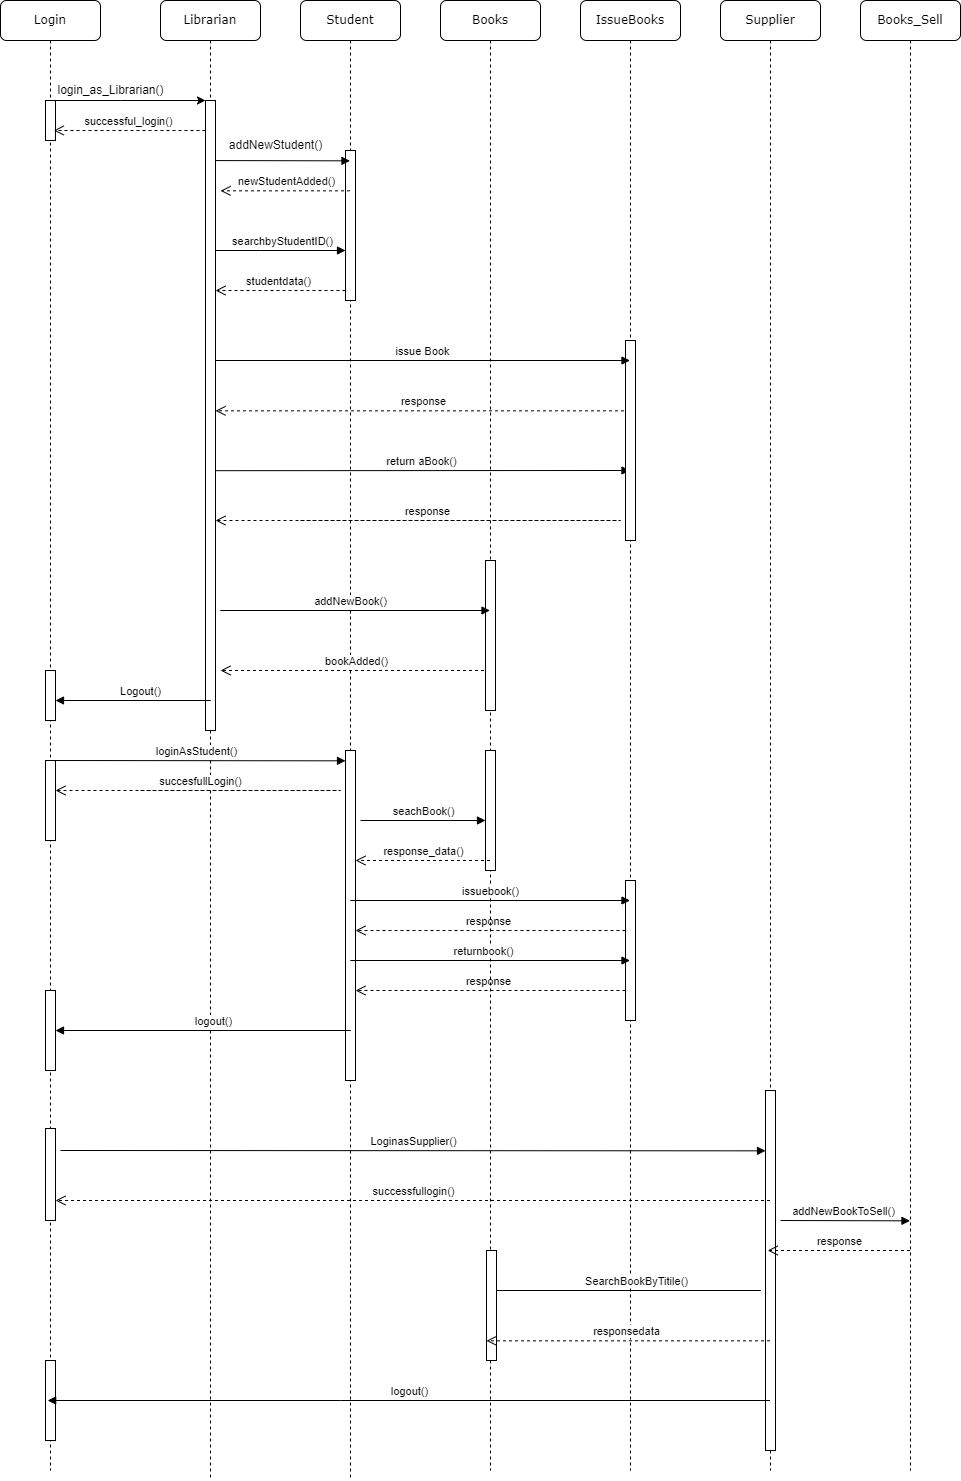 Login
Librarian
Student
Books
IssueBooks
Supplier
Books_Sell
login_as_Librarian()
successful_login()
addNewStudent()
newStudentAdded()
searchbyStudentID()
studentdata()
issue Book
response
return aBook()
response
addNewBook()
bookAdded()
Logout()
loginAsStudent()
succesfullLogin()
seachBook()
response_data()
issuebook()
response
returnbook()
response
logout()
LoginasSupplier()
successfullogin()
addNewBookToSell()
response
SearchBookByTitile()
responsedata
logout()